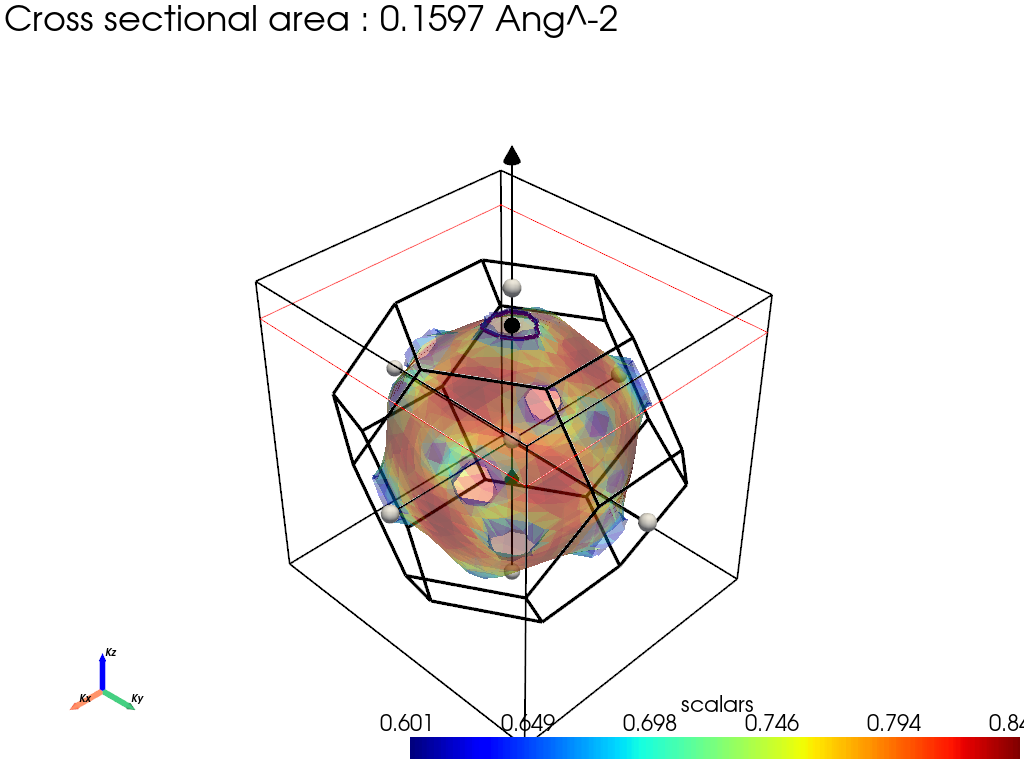 Cross sectional area : 0.1597 Ang^-2
Kz
Kx
Ky
scalars
0.601 0.649 0.698 0.746 0.794